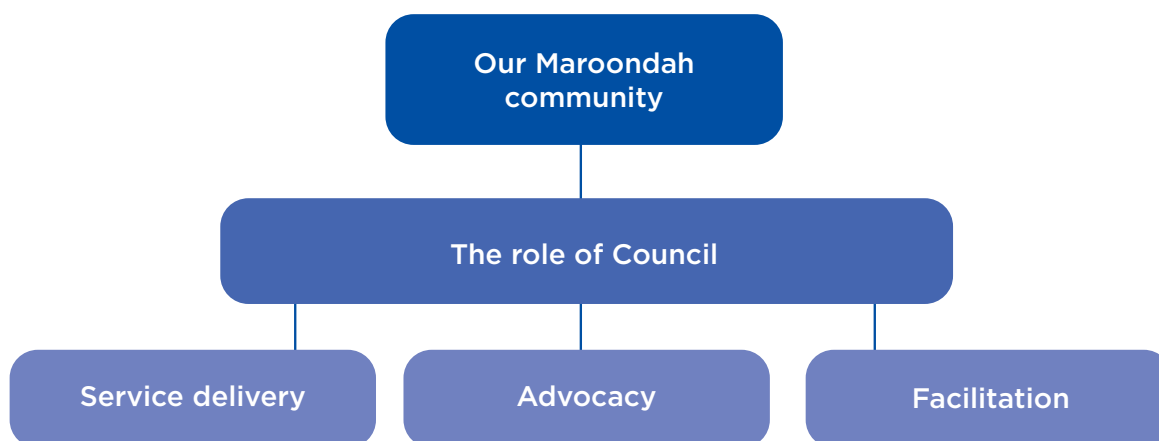 Our Maroondah
community
The role of Council
Service delivery
Advocacy
Facilitation